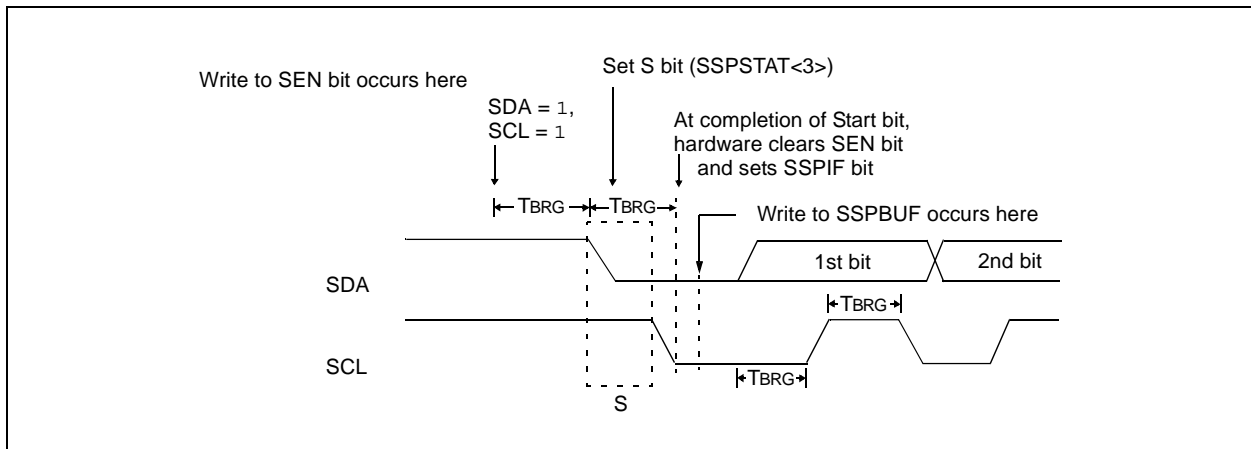 Write to SEN bit occurs here
Set S bit (SSPSTAT<3>)
SDA = 1,
SCL = 1
At completion of Start bit,
hardware clears SEN bit
and sets SSPIF bit
TBRG
TBRG
Write to SSPBUF occurs here
SDA
1st bit
2nd bit
TBRG
SCL
TBRG
S